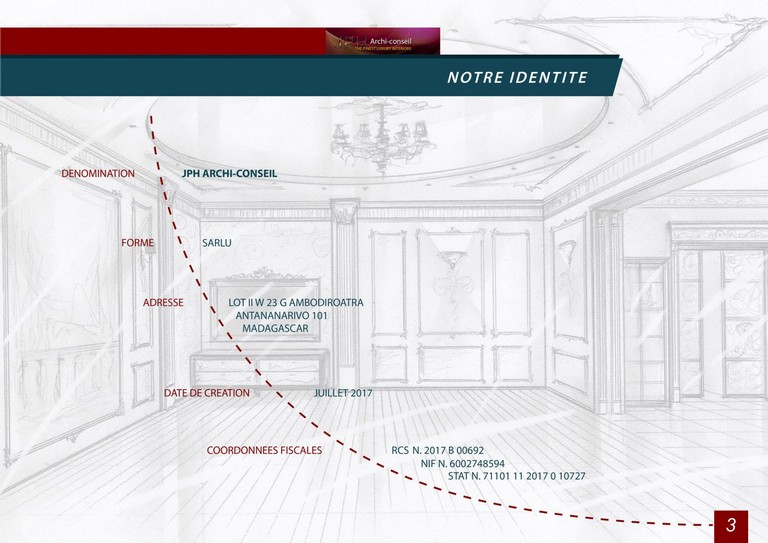 Archi-conseil
THE FINEST LUXURY INTERIORS
NOTRE IDENTITE
DENOMINATION JPH ARCHI-CONSEIL
FORME SARLU
ADRESSE LOT II W 23 G AMBODIROATRA
ANTANANARIVO 101
MADAGASCAR
DATE DE CREATION JUILLET 2017
COORDONNEES FISCALES RCS N. 2017 B 00692
NIF N. 6002748594
STAT N. 71101 11 2017 0 10727
3